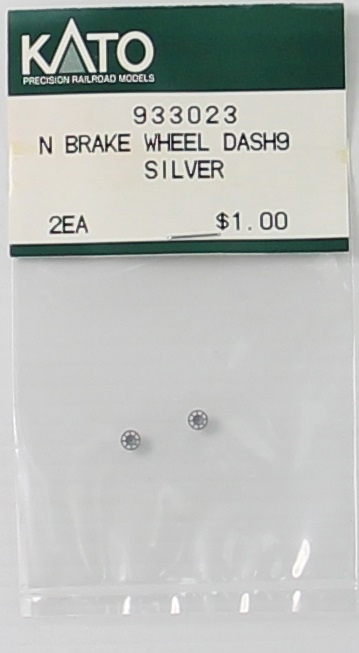 KATO
PRECISION RAILROAD MODELS
933023
N BRAKE WHEEL DASH9
SILVER
2EA $1.00